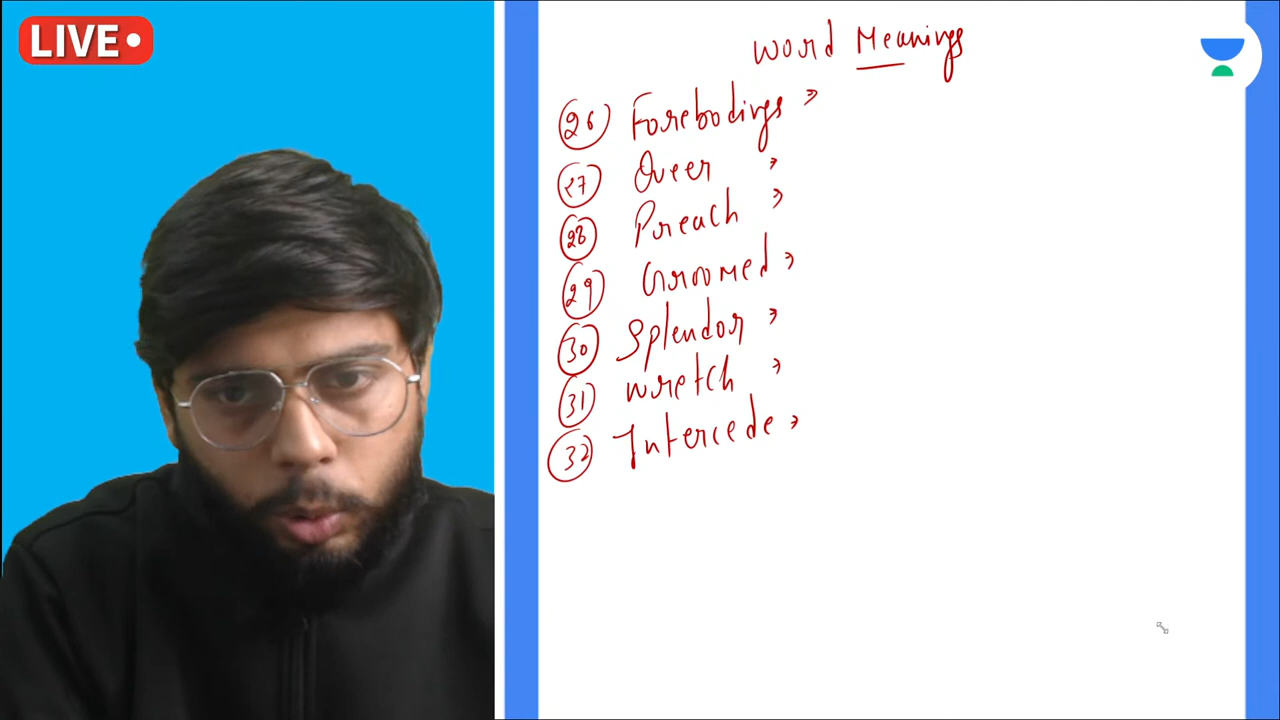 LIVE
Word Meanings
26 Forebodings
27 Queer
28 Preach
29 Groomed
30 Splendor
31 Wretch
32 Intercede